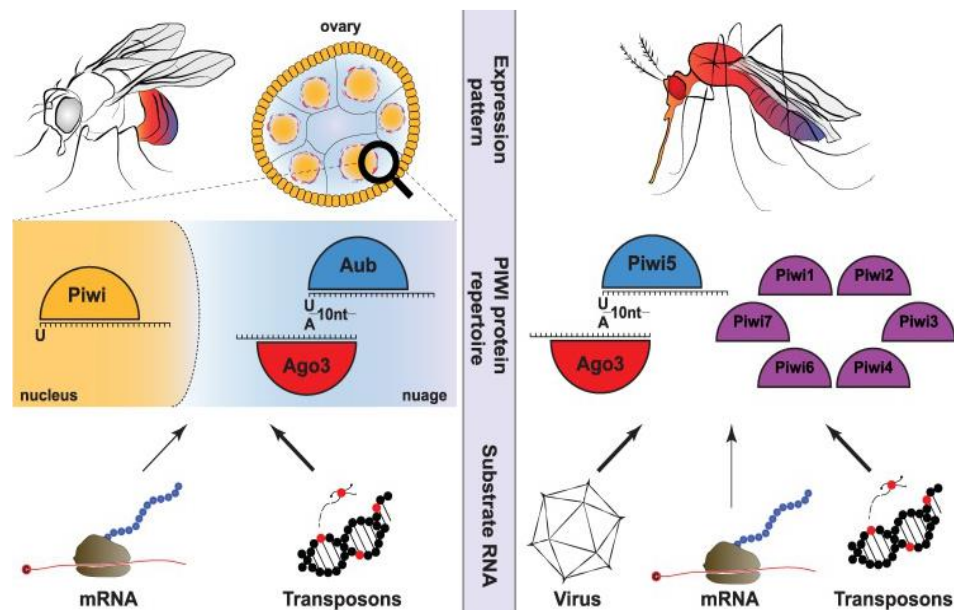 ovary
Expression
pattern
Piwi
U
Aub
U
A
10nt
Ago3
nucleus
nuage
PIWI protein
repertoire
Piwi5
U
A
10nt
Ago3
Piwi1
Piwi2
Piwi7
Piwi3
Piwi6
Piwi4
Substrate RNA
mRNA
Transposons
Virus
mRNA
Transposons